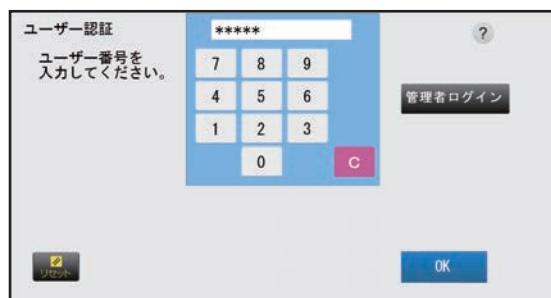 ユーザー認証
*****
?
ユーザー番号を
入力してください。
7 8 9
4 5 6
管理者ログイン
1 2 3
0 C
リセット
OK